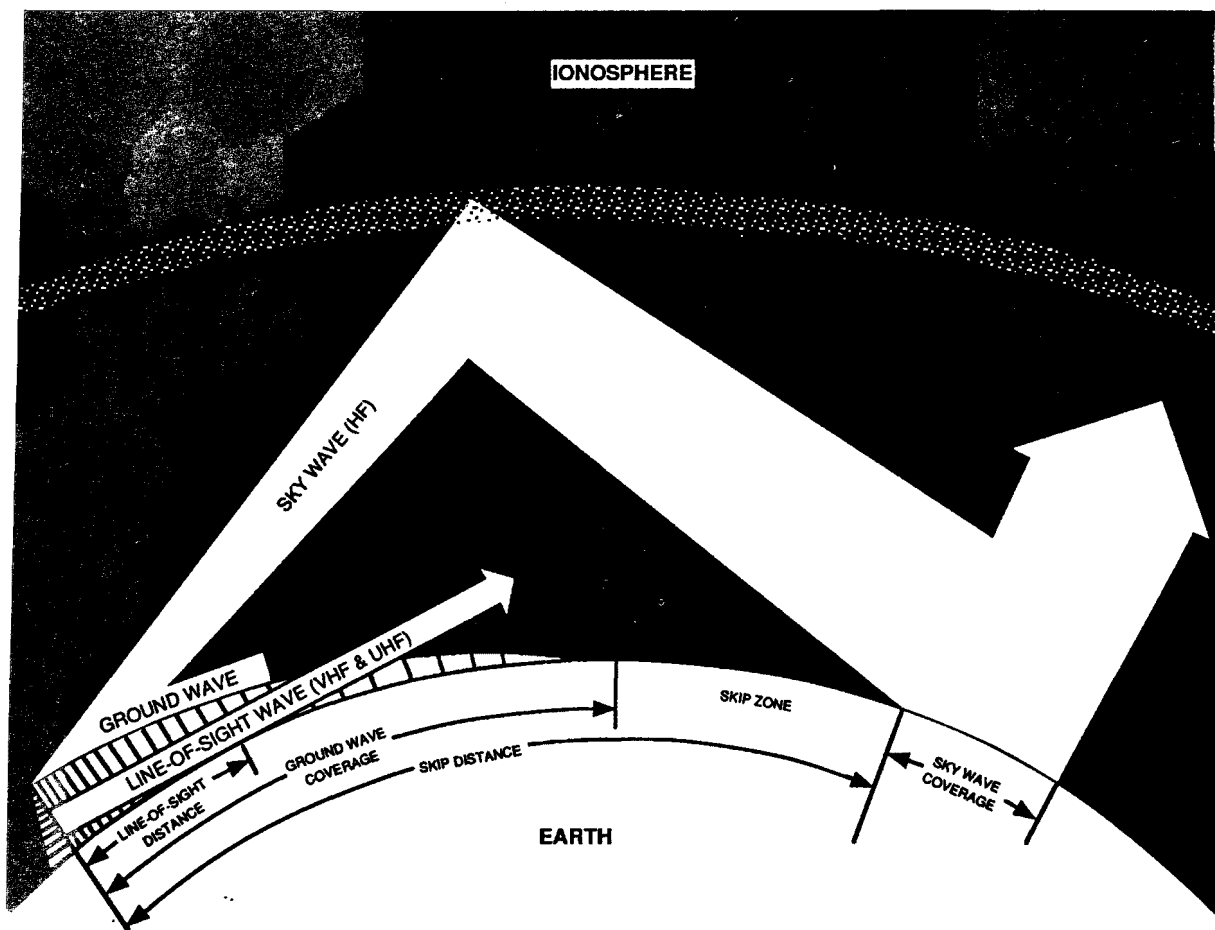 IONOSPHERE
SKY WAVE (HF)
GROUND WAVE
LINE-OF-SIGHT WAVE (VHF & UHF)
LINE-OF-SIGHT
DISTANCE
GROUND WAVE
COVERAGE
SKIP DISTANCE
SKIP ZONE
SKY WAVE
COVERAGE
EARTH